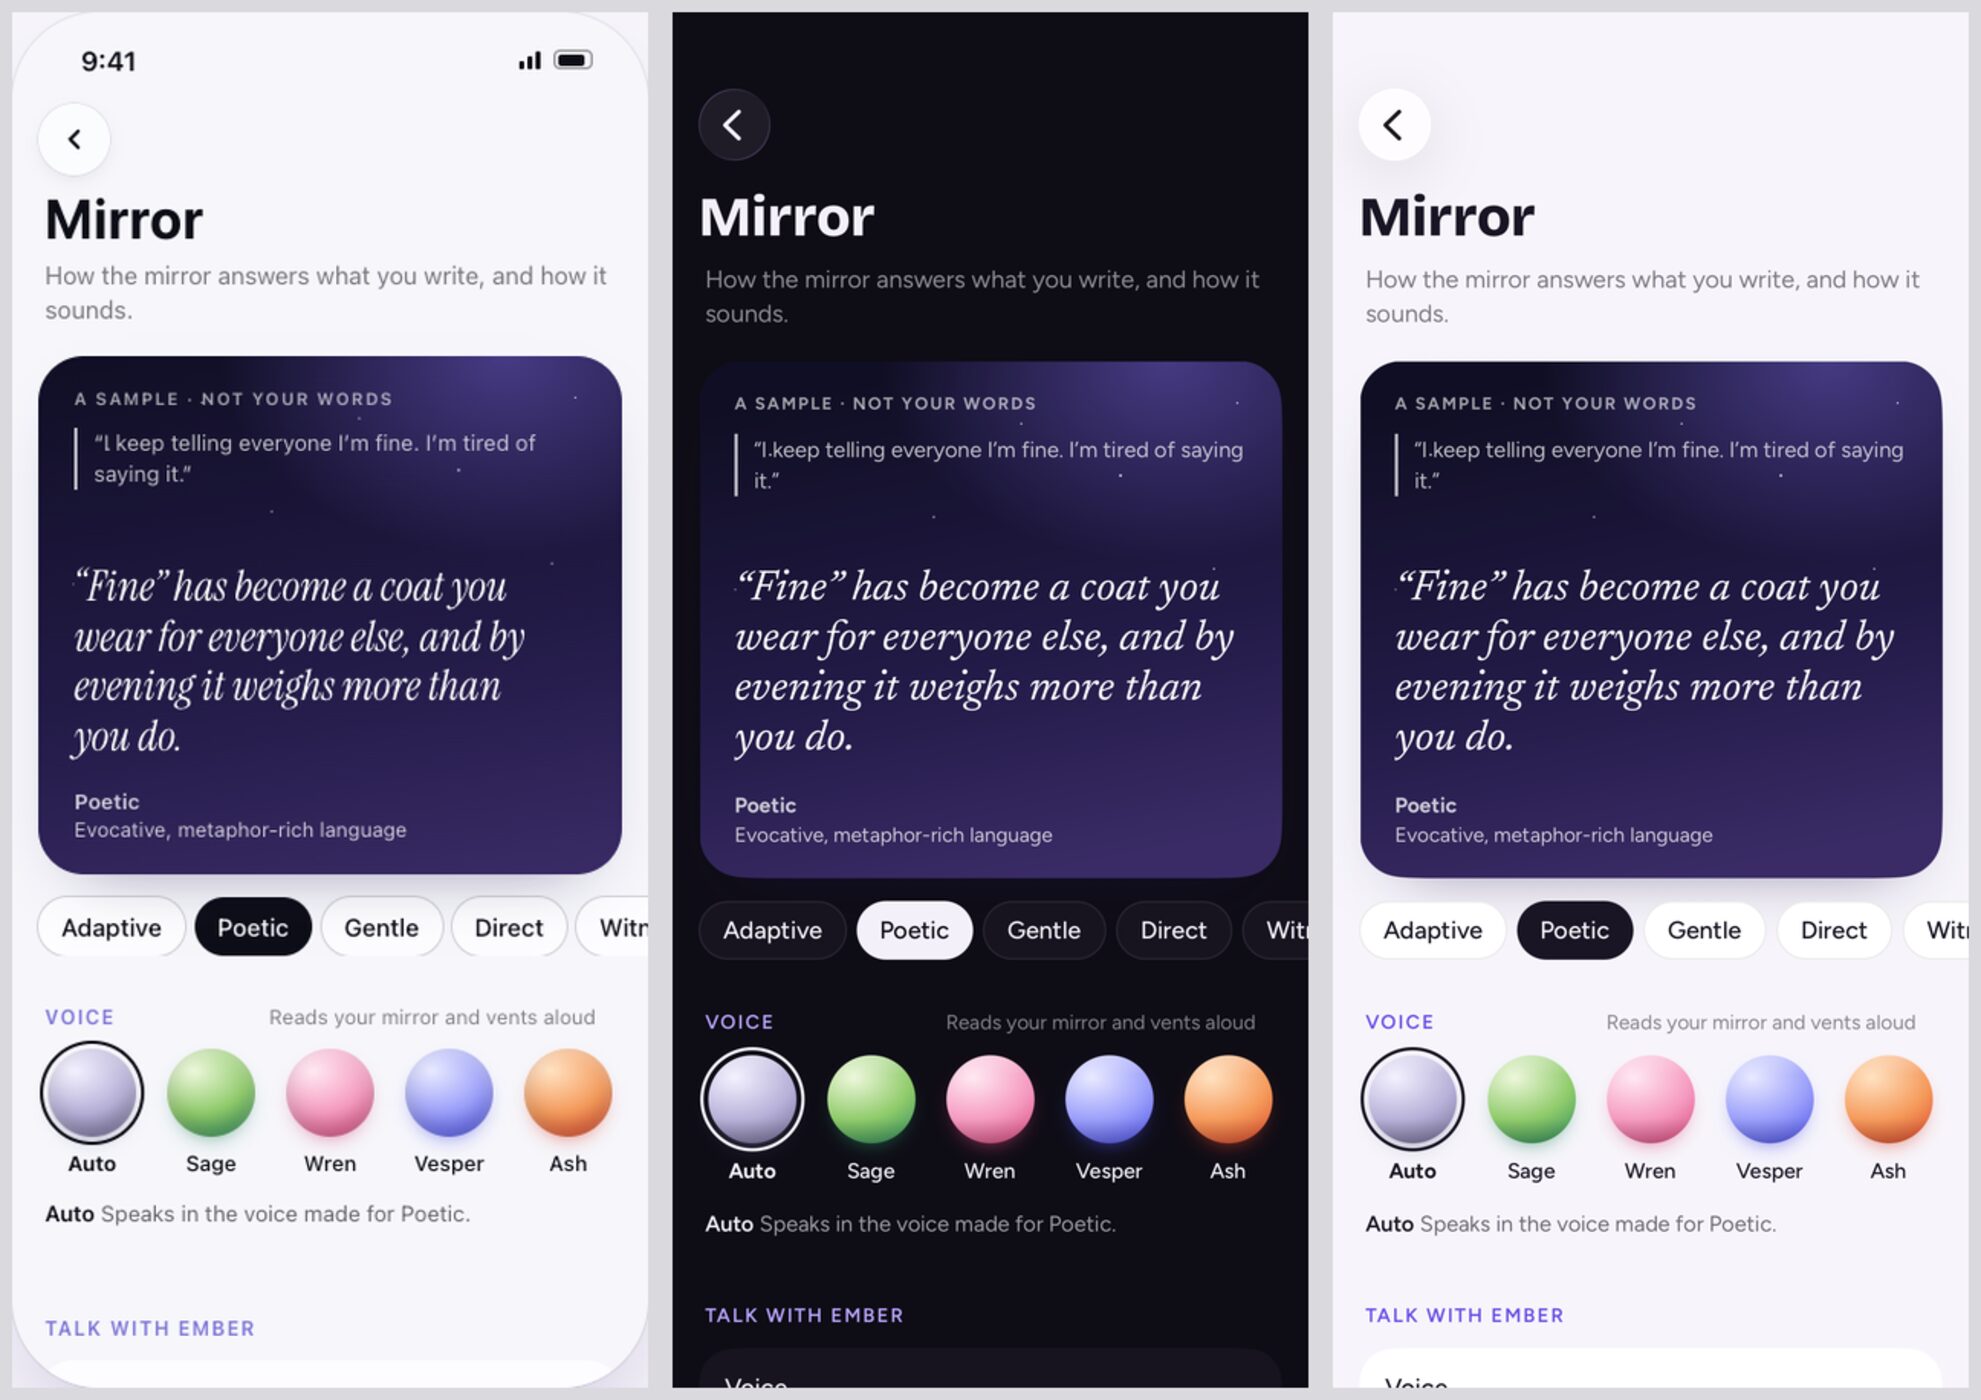 9:41
Mirror
How the mirror answers what you write, and how it
sounds.
A SAMPLE · NOT YOUR WORDS
“I keep telling everyone I’m fine. I’m tired of
saying it.”
“Fine” has become a coat you
wear for everyone else, and by
evening it weighs more than
you do.
Poetic
Evocative, metaphor-rich language
Adaptive Poetic Gentle Direct Witn
VOICE Reads your mirror and vents aloud
Auto Sage Wren Vesper Ash
Auto Speaks in the voice made for Poetic.
TALK WITH EMBER
Mirror
How the mirror answers what you write, and how it
sounds.
A SAMPLE · NOT YOUR WORDS
“I keep telling everyone I’m fine. I’m tired of saying
it.”
“Fine” has become a coat you
wear for everyone else, and by
evening it weighs more than
you do.
Poetic
Evocative, metaphor-rich language
Adaptive Poetic Gentle Direct Wit
VOICE Reads your mirror and vents aloud
Auto Sage Wren Vesper Ash
Auto Speaks in the voice made for Poetic.
TALK WITH EMBER
Voice
Mirror
How the mirror answers what you write, and how it
sounds.
A SAMPLE · NOT YOUR WORDS
“I keep telling everyone I’m fine. I’m tired of saying
it.”
“Fine” has become a coat you
wear for everyone else, and by
evening it weighs more than
you do.
Poetic
Evocative, metaphor-rich language
Adaptive Poetic Gentle Direct Wit
VOICE Reads your mirror and vents aloud
Auto Sage Wren Vesper Ash
Auto Speaks in the voice made for Poetic.
TALK WITH EMBER
Voice